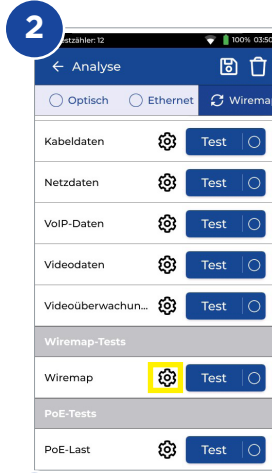 2
estzähler: 12
100% 03:50
Analyse
Optisch Ethernet Wiremap
Kabeldaten Test
Netzdaten Test
VoIP-Daten Test
Videodaten Test
Videoüberwachun... Test
Wiremap-Tests
Wiremap Test
PoE-Tests
PoE-Last Test